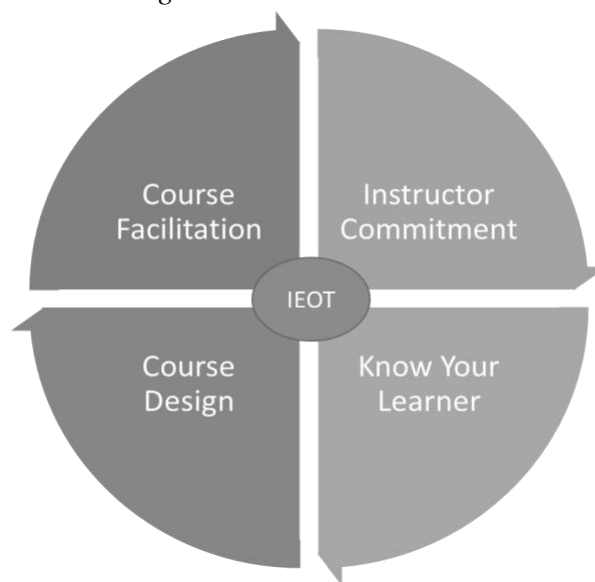 Course
Facilitation
Instructor
Commitment
IEOT
Course
Design
Know Your
Learner